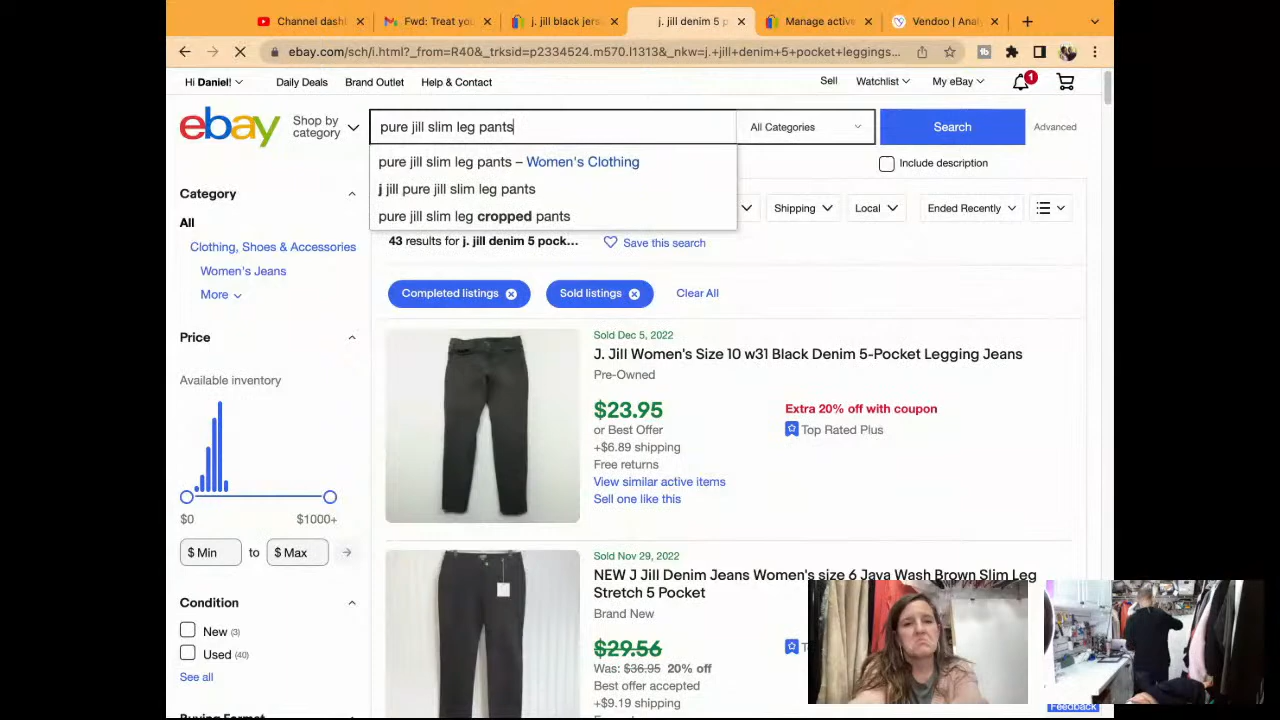 Channel dashl
Fwd: Treat you
j. jill black jers
j. jill denim 5 p
Manage active
Vendoo | Anal
ebay.com/sch/i.html?_from=R40&_trksid=p2334524.m570.l1313&_nkw=j.+jill+denim+5+pocket+leggings...
Hi Daniel!
Daily Deals
Brand Outlet
Help & Contact
Sell
Watchlist
My eBay
1
ebay
Shop by
category
pure jill slim leg pants
All Categories
Search
Advanced
pure jill slim leg pants – Women's Clothing
j jill pure jill slim leg pants
pure jill slim leg cropped pants
Include description
Category
All
Clothing, Shoes & Accessories
Women's Jeans
More
Shipping
Local
Ended Recently
43 results for j. jill denim 5 pock...
Save this search
Completed listings
Sold listings
Clear All
Price
Available inventory
$0
$1000+
$ Min
to
$ Max
Condition
New (3)
Used (40)
See all
Sold Dec 5, 2022
J. Jill Women's Size 10 w31 Black Denim 5-Pocket Legging Jeans
Pre-Owned
$23.95
or Best Offer
+$6.89 shipping
Free returns
View similar active items
Sell one like this
Extra 20% off with coupon
Top Rated Plus
Sold Nov 29, 2022
NEW J Jill Denim Jeans Women's size 6 Java Wash Brown Slim Leg
Stretch 5 Pocket
Brand New
$29.56
Was: $36.95 20% off
Best offer accepted
+$9.19 shipping
Feedback